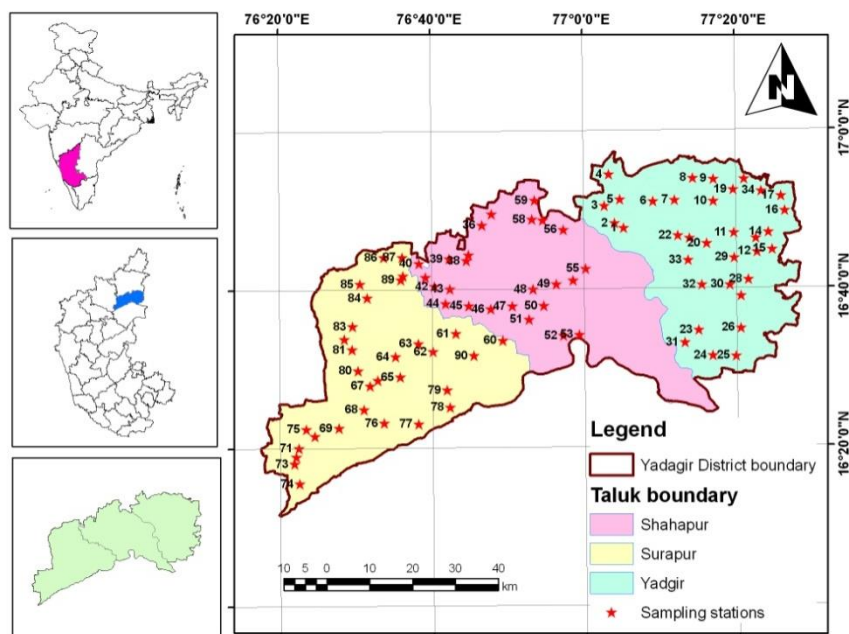 76°20'0"E 76°40'0"E 77°0'0"E 77°20'0"E
N
17°0'0"N
16°40'0"N
16°20'0"N
4 8 9 34
59 3 5 6 7 10 19 17
36 58 56 2 22 11 14 16
86 87 40 39 38 20 12 15
89 55 33 29
85 42 43 48 49 32 30 28
84 44 45 46 47 50
83 51 23 26
61 52 53 31
81 63 62 60 24 25
64 90
80 65
67 79
68 78
75 69 76 77
71
73
74
Legend
Yadagir District boundary
Taluk boundary
Shahapur
Surapur
Yadgir
Sampling stations
10 5 0 10 20 30 40
km